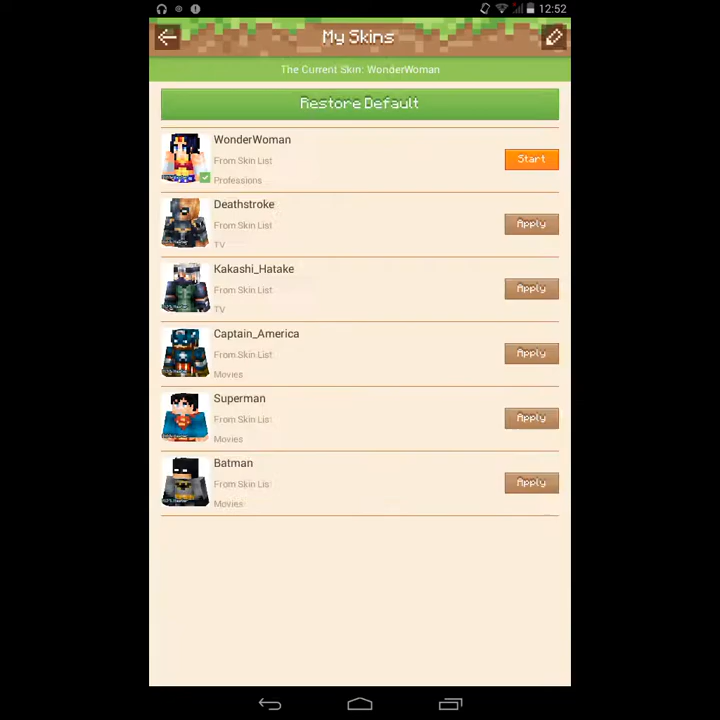 12:52
My Skins
The Current Skin: WonderWoman
Restore Default
WonderWoman
From Skin List
Professions
Start
Deathstroke
From Skin List
TV
Apply
Kakashi_Hatake
From Skin List
TV
Apply
Captain_America
From Skin List
Movies
Apply
Superman
From Skin Lis
Movies
Apply
Batman
From Skin Lis
Movies
Apply